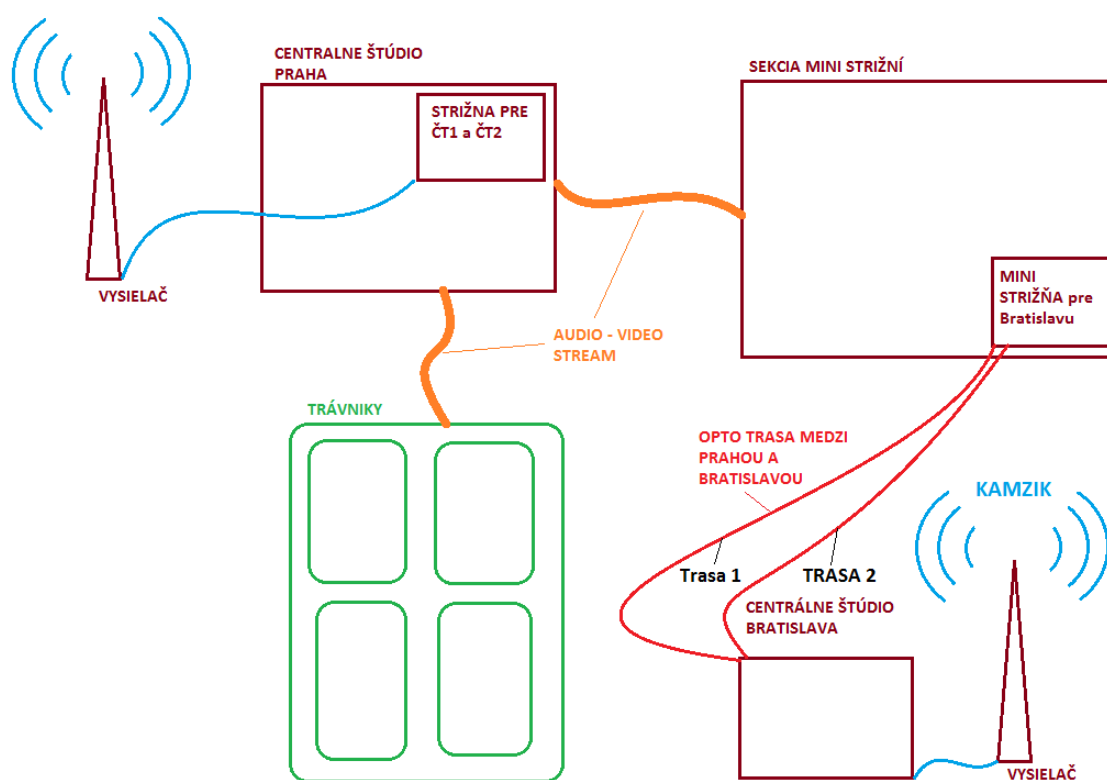 CENTRALNE ŠTÚDIO
PRAHA
STRIŽNA PRE
ČT1 a ČT2
VYSIELAČ
SEKCIA MINI STRIŽNÍ
MINI
STRIŽŇA pre
Bratislavu
AUDIO - VIDEO
STREAM
TRÁVNIKY
OPTO TRASA MEDZI
PRAHOU A
BRATISLAVOU
Trasa 1
TRASA 2
KAMZIK
CENTRÁLNE ŠTÚDIO
BRATISLAVA
VYSIELAČ